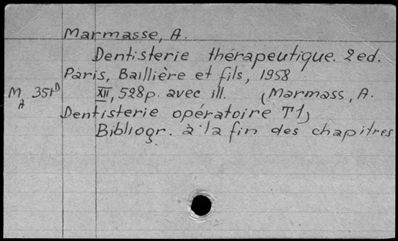 Marmasse, A.
Dentisterie thérapeutique. 2ed.
Paris, Baillière et fils, 1958
M 351D XII, 528p. avec ill. (Marmass, A.
A
Dentisterie opératoire T1)
Bibliogr. à la fin des chapitres